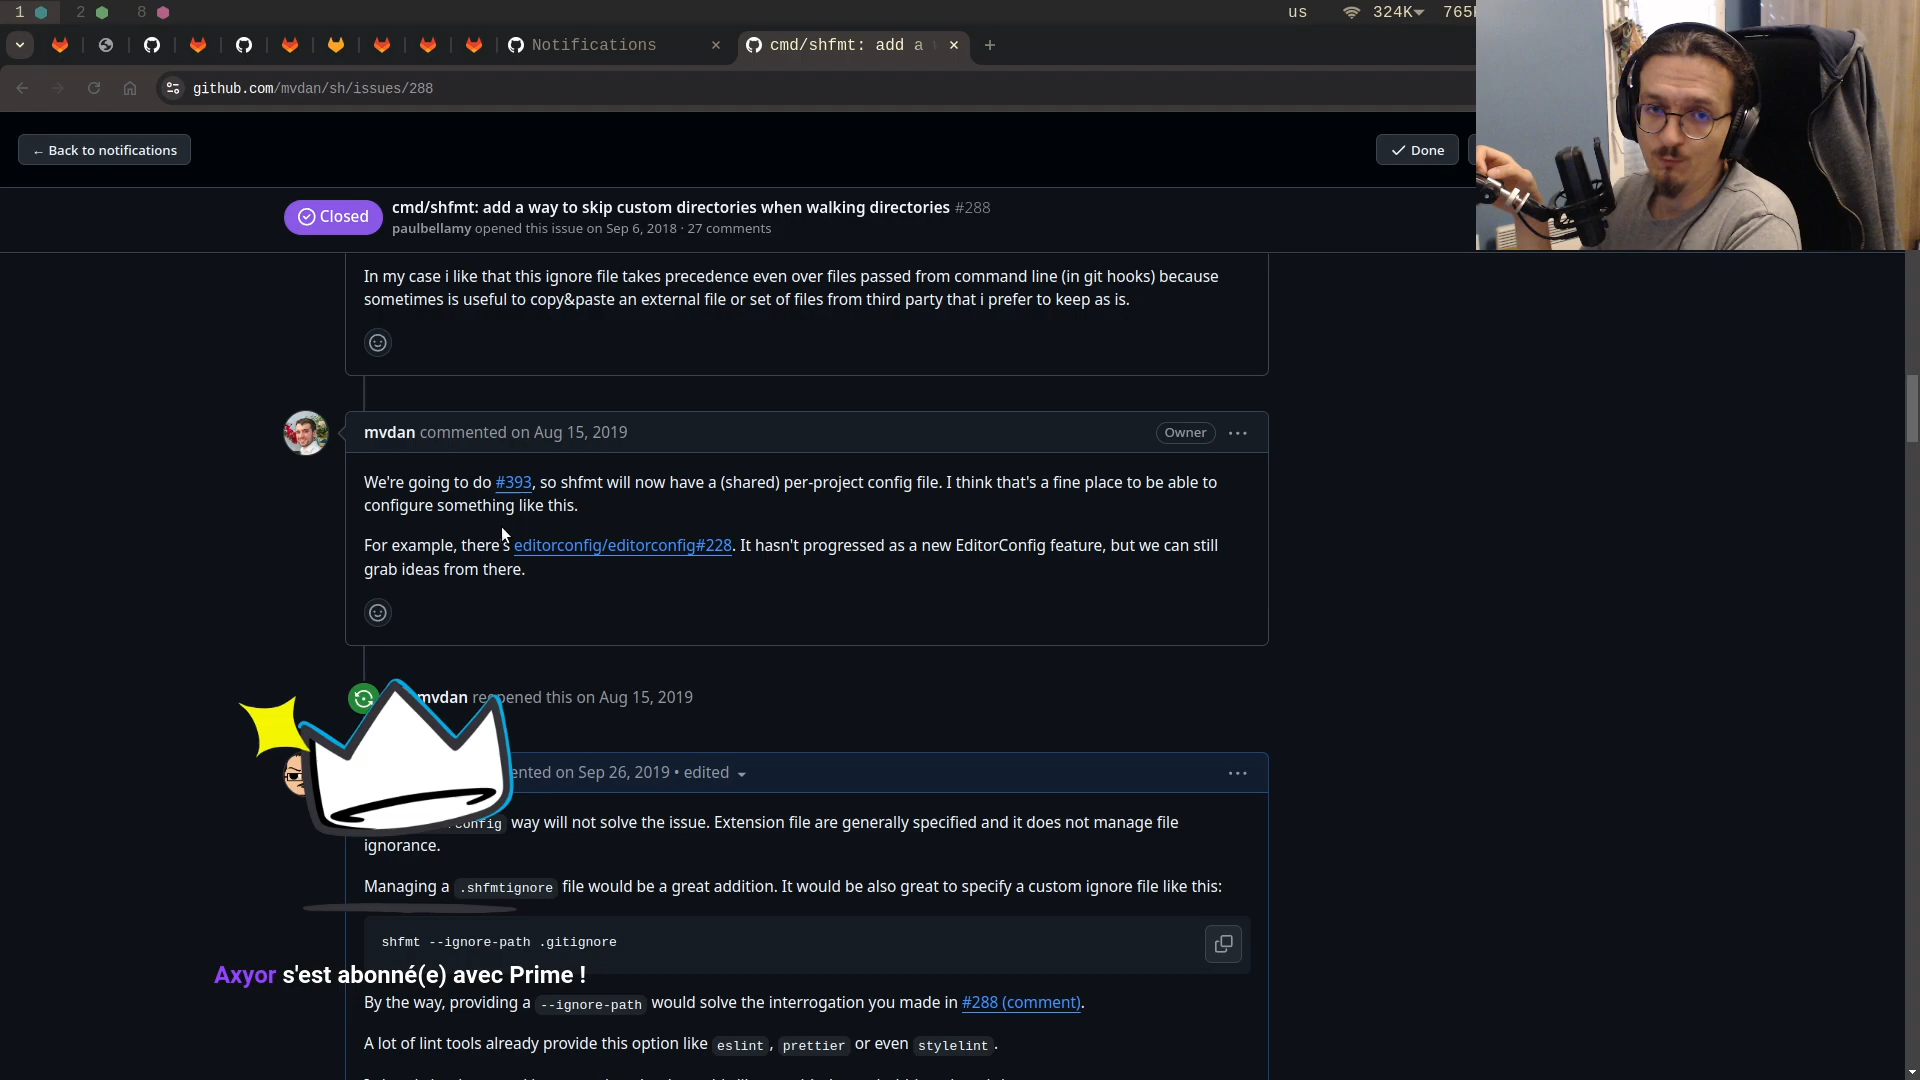 1 2 8 us 324K 765
Notifications cmd/shfmt: add a
github.com/mvdan/sh/issues/288
← Back to notifications Done
Closed cmd/shfmt: add a way to skip custom directories when walking directories #288
paulbellamy opened this issue on Sep 6, 2018 · 27 comments
In my case i like that this ignore file takes precedence even over files passed from command line (in git hooks) because
sometimes is useful to copy&paste an external file or set of files from third party that i prefer to keep as is.
mvdan commented on Aug 15, 2019 Owner
We're going to do #393, so shfmt will now have a (shared) per-project config file. I think that's a fine place to be able to
configure something like this.
For example, there's editorconfig/editorconfig#228. It hasn't progressed as a new EditorConfig feature, but we can still
grab ideas from there.
mvdan reopened this on Aug 15, 2019
on Sep 26, 2019 • edited
way will not solve the issue. Extension file are generally specified and it does not manage file
ignorance.
Managing a .shfmtignore file would be a great addition. It would be also great to specify a custom ignore file like this:
shfmt --ignore-path .gitignore
Axyor s'est abonné(e) avec Prime !
By the way, providing a --ignore-path would solve the interrogation you made in #288 (comment).
A lot of lint tools already provide this option like eslint, prettier or even stylelint.